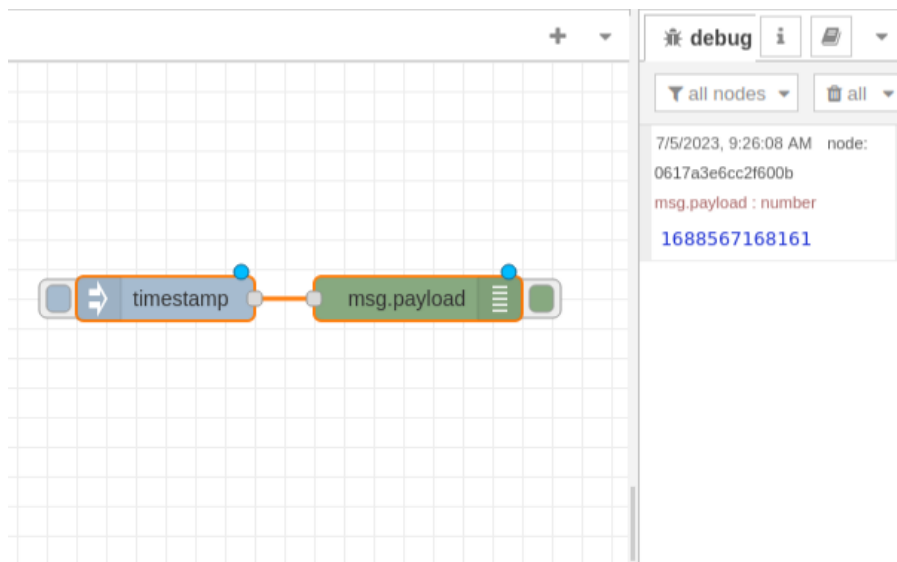 timestamp
msg.payload
debug
all nodes
all
7/5/2023, 9:26:08 AM node:
0617a3e6cc2f600b
msg.payload : number
1688567168161